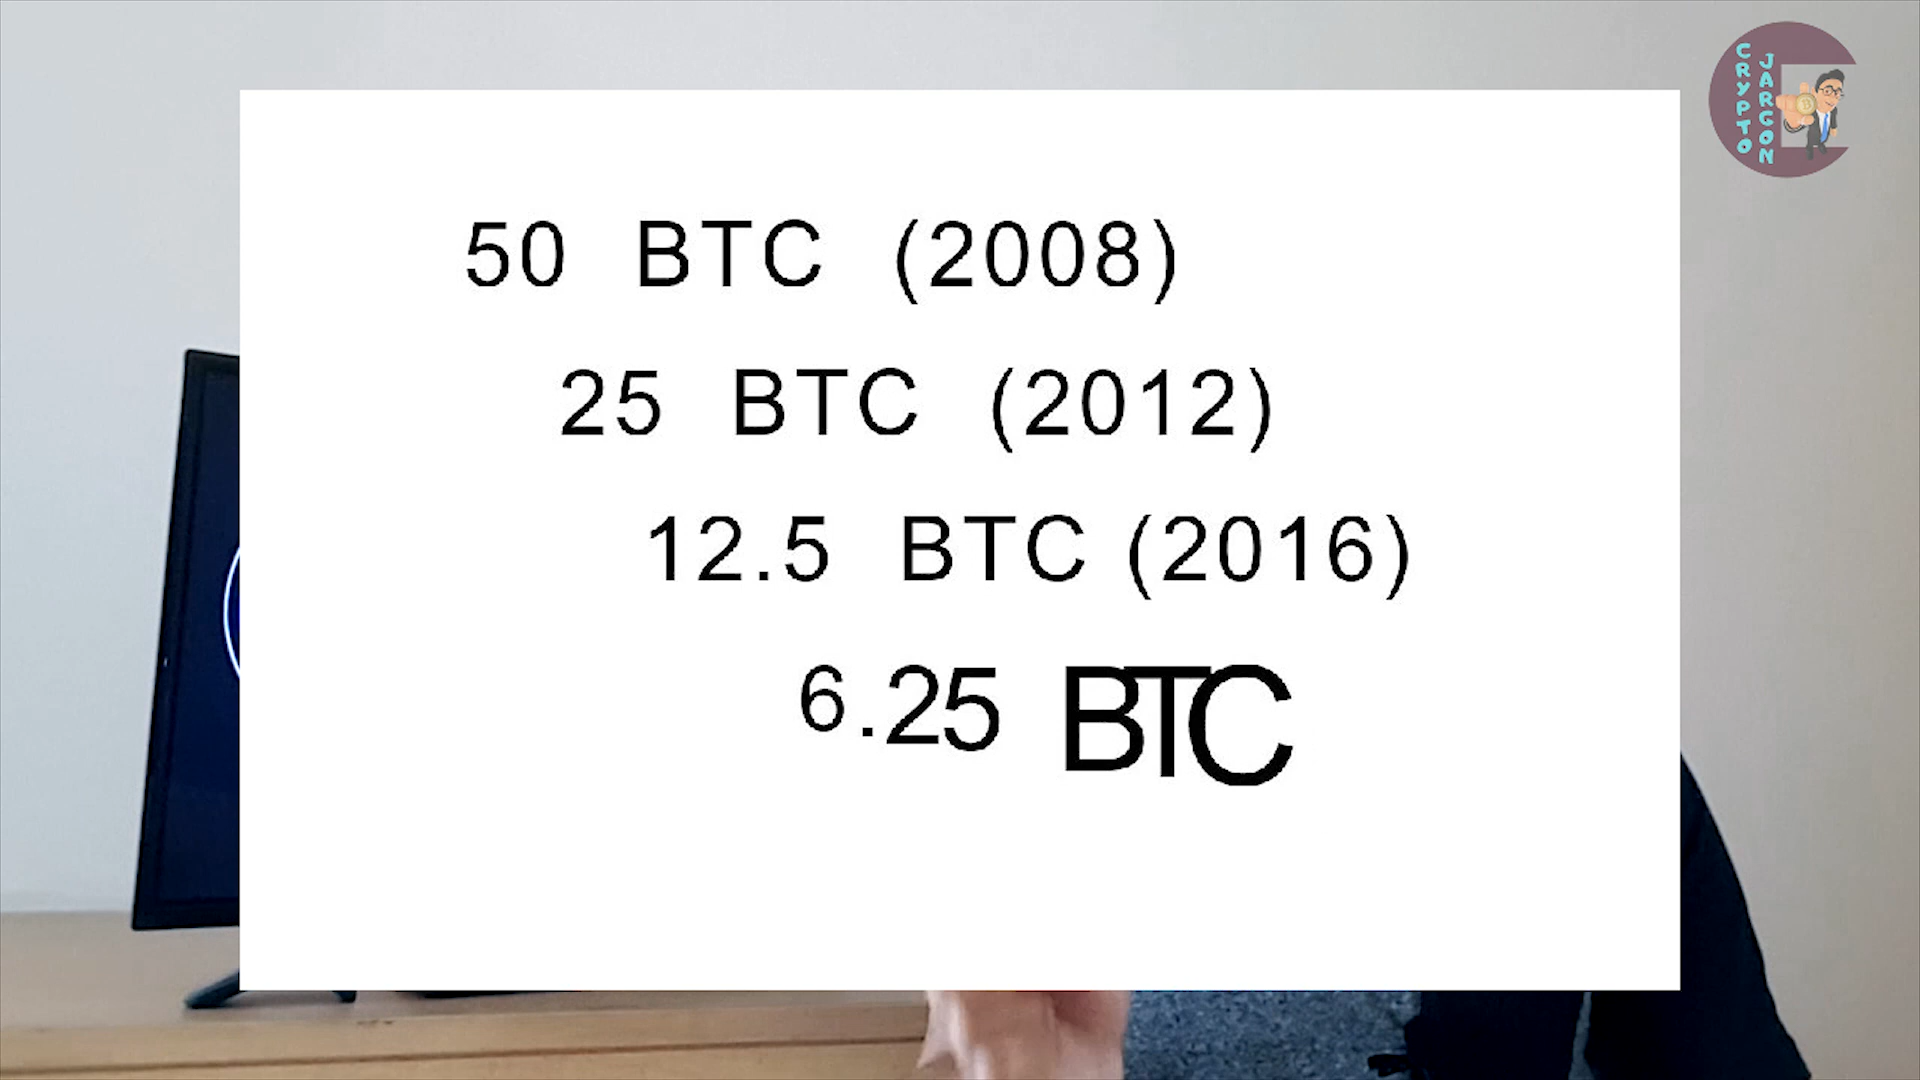 50 BTC (2008)
25 BTC (2012)
12.5 BTC (2016)
6.25 BTC
CRYPTO
JARGON